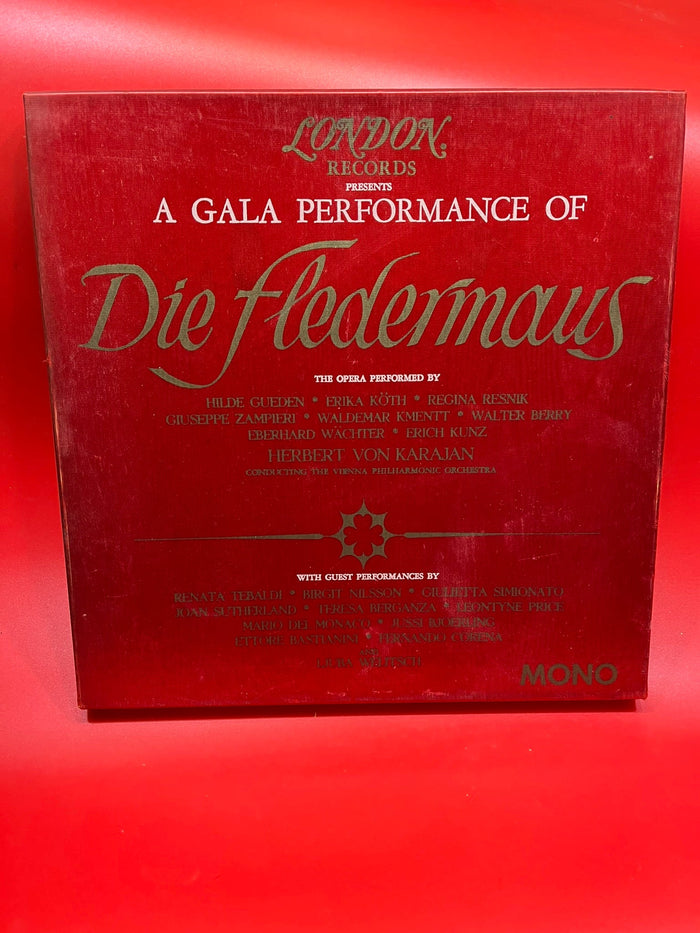 LONDON
RECORDS
PRESENTS
A GALA PERFORMANCE OF
Die Fledermaus
THE OPERA PERFORMED BY
HILDE GUEDEN * ERIKA KÖTH * REGINA RESNIK
GIUSEPPE ZAMPIERI * WALDEMAR KMENTT * WALTER BERRY
EBERHARD WÄCHTER * ERICH KUNZ
HERBERT VON KARAJAN
CONDUCTING THE VIENNA PHILHARMONIC ORCHESTRA
WITH GUEST PERFORMANCES BY
RENATA TEBALDI * BIRGIT NILSSON * GIULIETTA SIMIONATO
JOAN SUTHERLAND * TERESA BERGANZA * LEONTYNE PRICE
MARIO DEL MONACO * JUSSI BJOERLING
ETTORE BASTIANINI * FERNANDO CORENA
AND
LJUBA WELITSCH
MONO